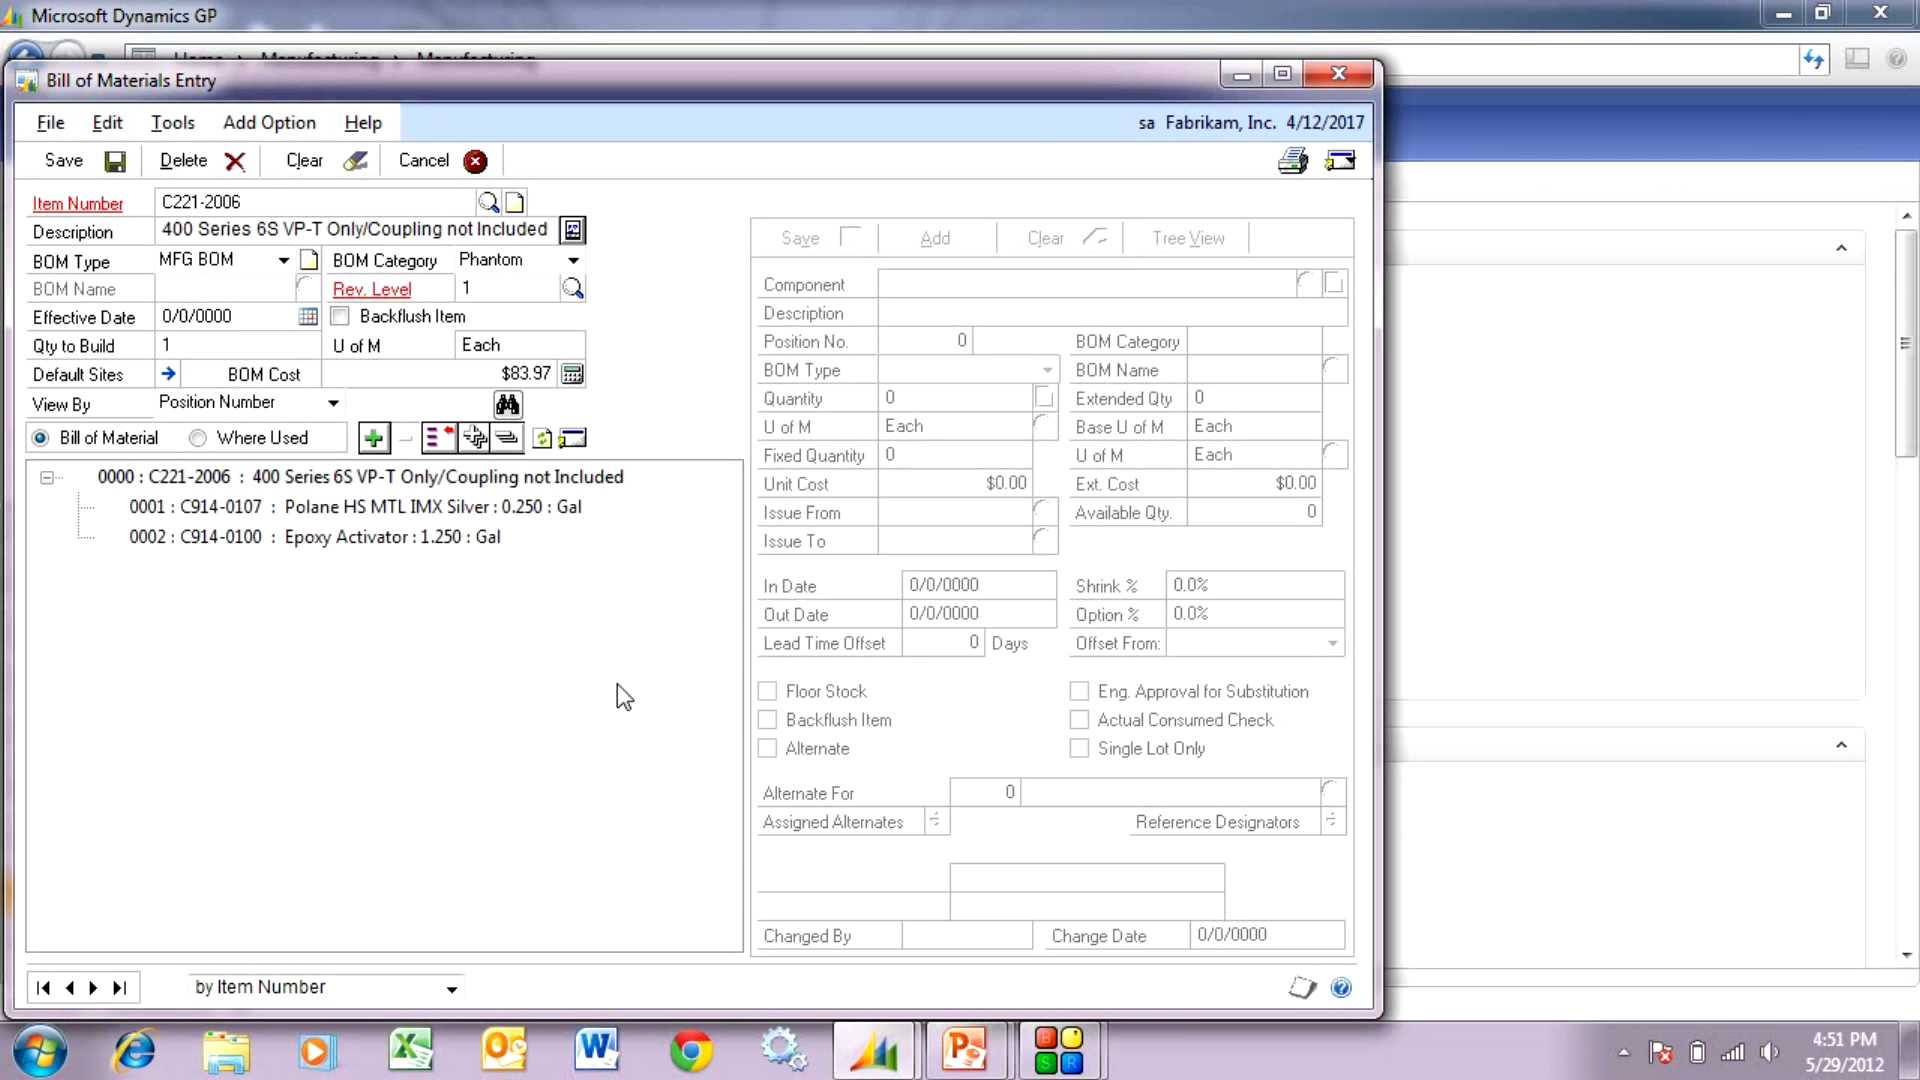 Microsoft Dynamics GP
Home Manufacturing Manufacturing
Bill of Materials Entry
File Edit Tools Add Option Help
sa Fabrikam, Inc. 4/12/2017
Save Delete Clear Cancel
Item Number C221-2006
Description 400 Series 6S VP-T Only/Coupling not Included
BOM Type MFG BOM BOM Category Phantom
BOM Name Rev. Level 1
Effective Date 0/0/0000 Backflush Item
Qty to Build 1 U of M Each
Default Sites BOM Cost $83.97
View By Position Number
Bill of Material Where Used
0000 : C221-2006 : 400 Series 6S VP-T Only/Coupling not Included
0001 : C914-0107 : Polane HS MTL IMX Silver : 0.250 : Gal
0002 : C914-0100 : Epoxy Activator : 1.250 : Gal
by Item Number
Save Add Clear Tree View
Component
Description
Position No. 0 BOM Category
BOM Type BOM Name
Quantity 0 Extended Qty 0
U of M Each Base U of M Each
Fixed Quantity 0 U of M Each
Unit Cost $0.00 Ext. Cost $0.00
Issue From Available Qty. 0
Issue To
In Date 0/0/0000 Shrink % 0.0%
Out Date 0/0/0000 Option % 0.0%
Lead Time Offset 0 Days Offset From:
Floor Stock Eng. Approval for Substitution
Backflush Item Actual Consumed Check
Alternate Single Lot Only
Alternate For 0
Assigned Alternates Reference Designators
Changed By Change Date 0/0/0000
4:51 PM
5/29/2012